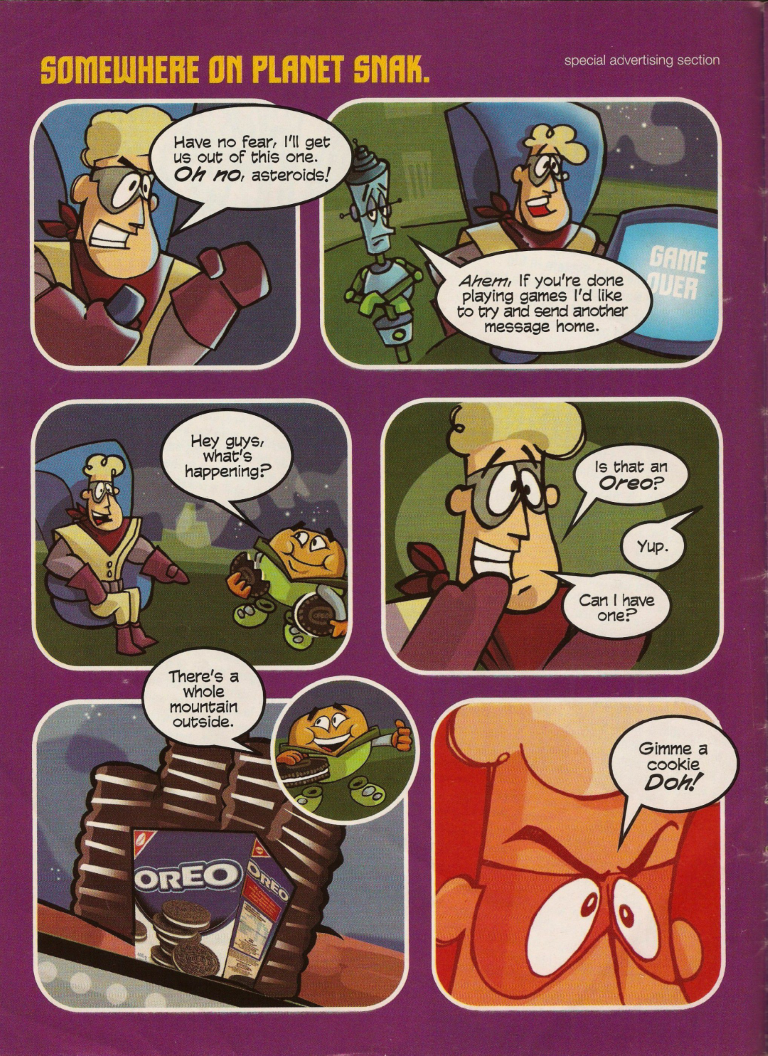 SOMEWHERE ON PLANET SNAK.
special advertising section
Have no fear, I'll get
us out of this one.
Oh no, asteroids!
Ahem, If you're done
playing games I'd like
to try and send another
message home.
GAME
OVER
Hey guys,
what's
happening?
Is that an
Oreo?
Yup.
Can I have
one?
There's a
whole
mountain
outside.
OREO
OREO
Gimme a
cookie
Doh!